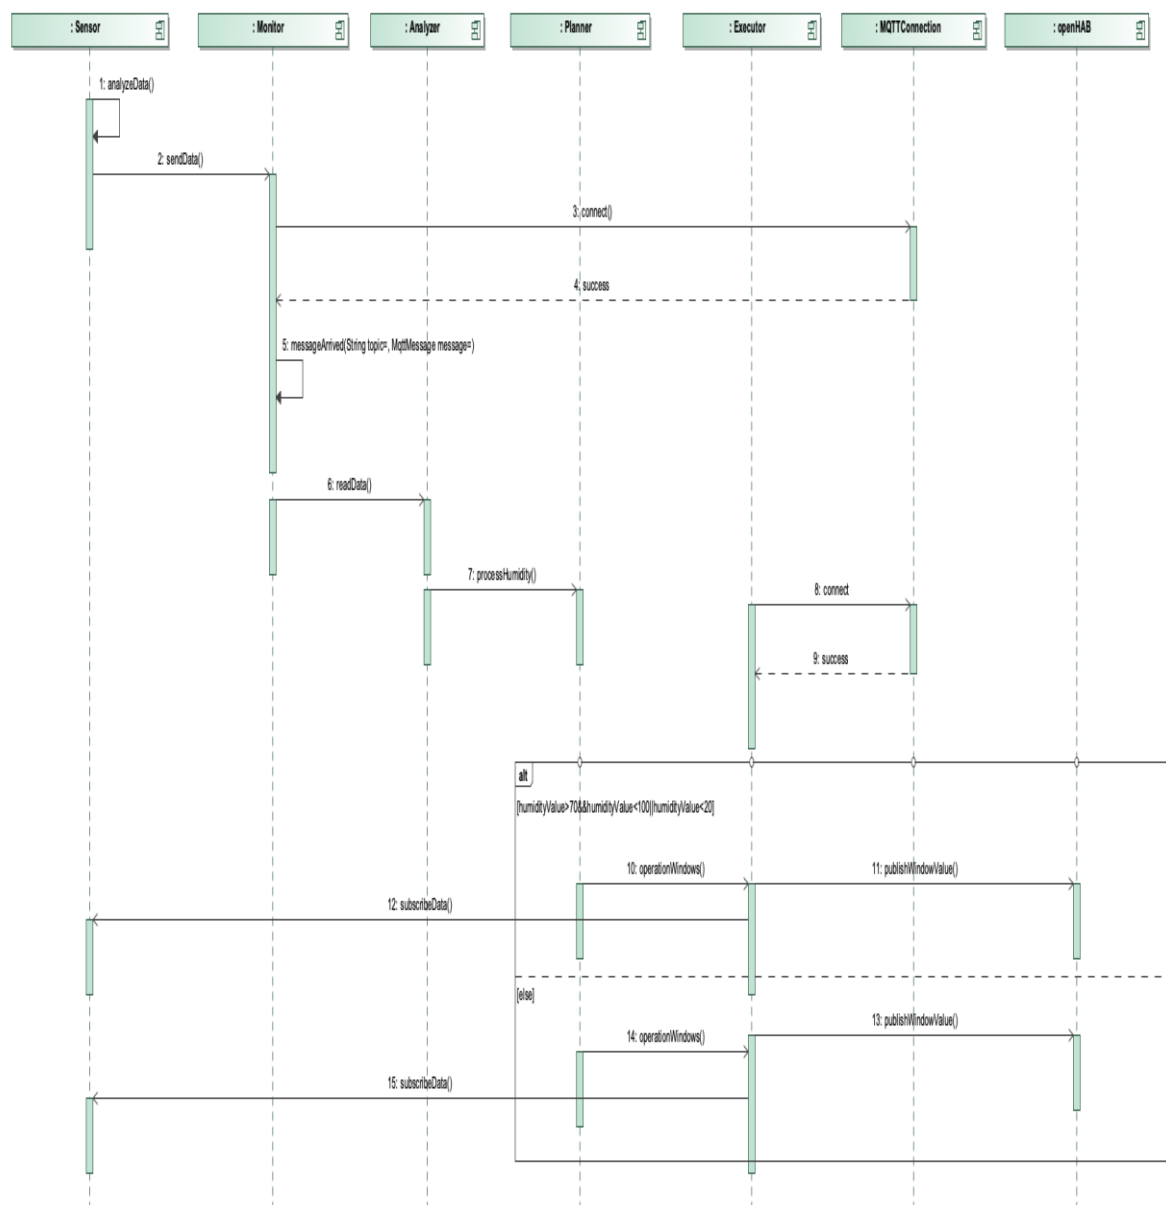 : Sensor
: Monitor
: Analyzer
: Planner
: Executor
: MQTTConnection
: openHAB
1: analyzeData()
2: sendData()
3: connect()
4: success
5: messageArrived(String topic=, MqttMessage message=)
6: readData()
7: processHumidity()
8: connect
9: success
alt
[humidityValue>70&&humidityValue<100||humidityValue<20]
10: operationWindows()
11: publishWindowValue()
12: subscribeData()
[else]
13: publishWindowValue()
14: operationWindows()
15: subscribeData()